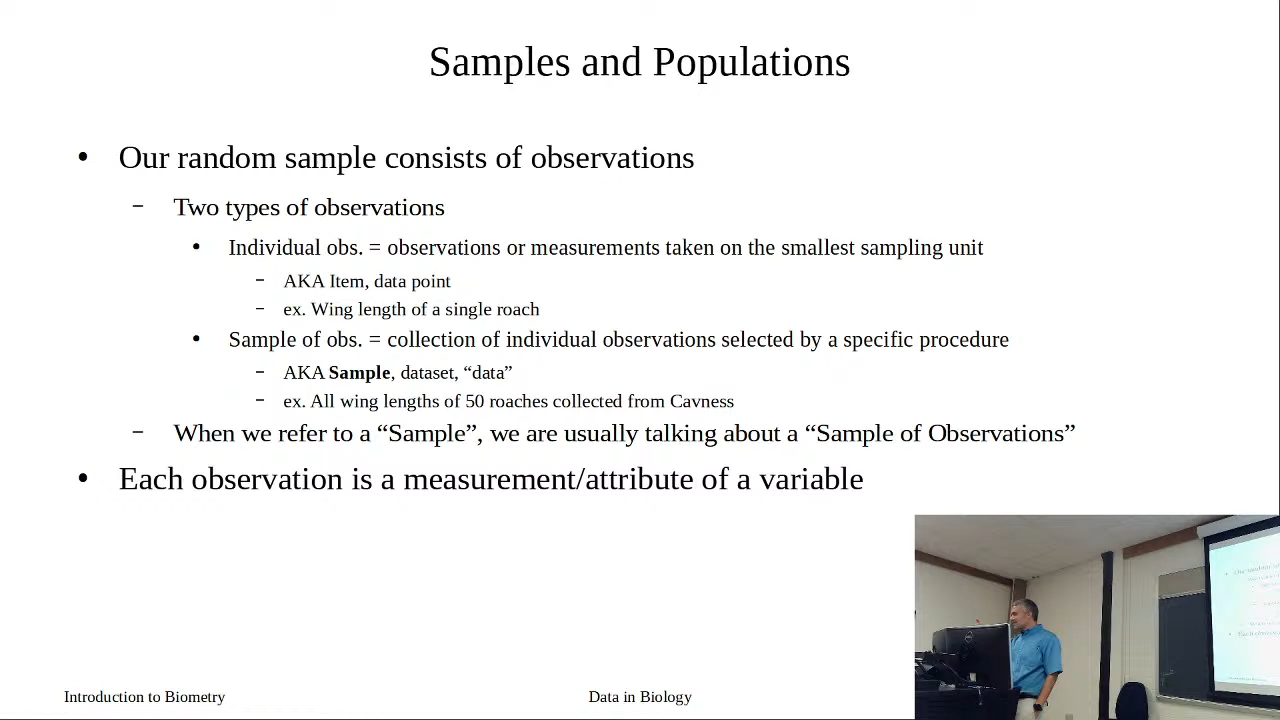 Samples and Populations
• Our random sample consists of observations
– Two types of observations
• Individual obs. = observations or measurements taken on the smallest sampling unit
– AKA Item, data point
– ex. Wing length of a single roach
• Sample of obs. = collection of individual observations selected by a specific procedure
– AKA Sample, dataset, “data”
– ex. All wing lengths of 50 roaches collected from Cavness
– When we refer to a “Sample”, we are usually talking about a “Sample of Observations”
• Each observation is a measurement/attribute of a variable
Introduction to Biometry
Data in Biology